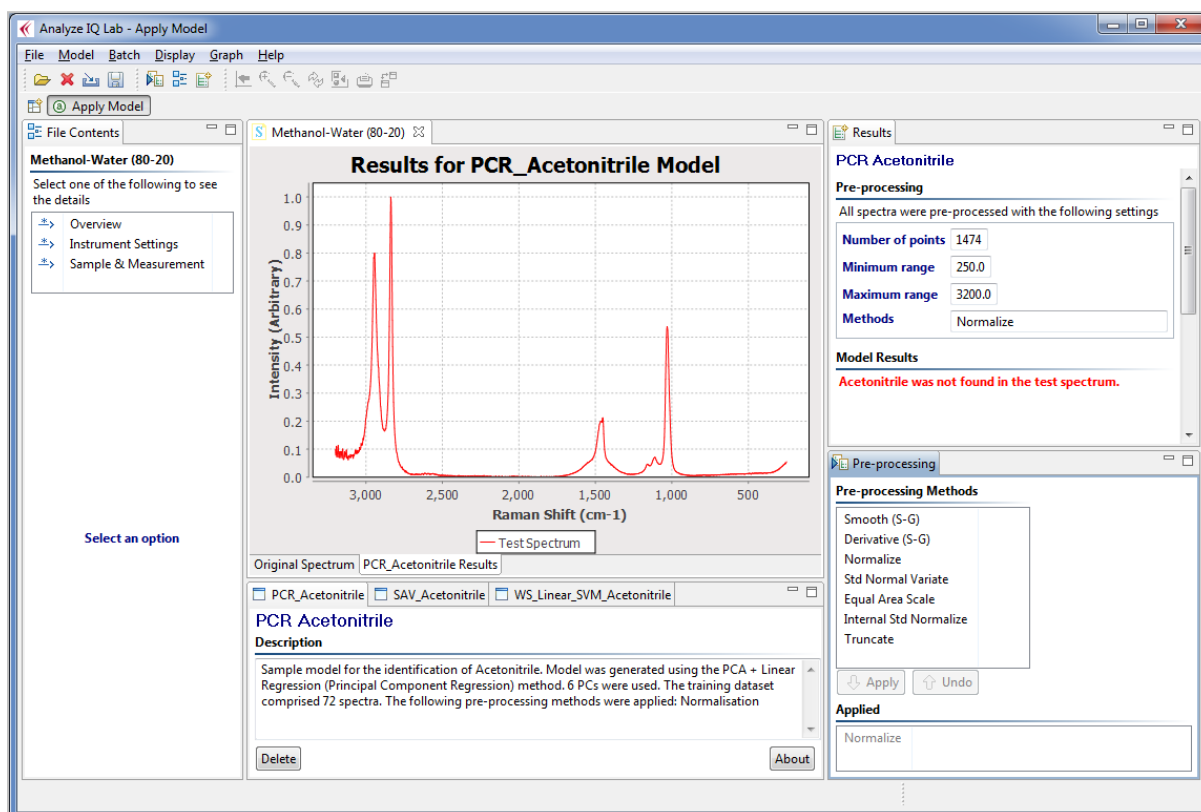 Analyze IQ Lab - Apply Model
File Model Batch Display Graph Help
Apply Model
File Contents
Methanol-Water (80-20)
Select one of the following to see
the details
Overview
Instrument Settings
Sample & Measurement
Select an option
Methanol-Water (80-20)
Results for PCR_Acetonitrile Model
Intensity (Arbitrary)
1.0
0.9
0.8
0.7
0.6
0.5
0.4
0.3
0.2
0.1
0.0
3,000 2,500 2,000 1,500 1,000 500
Raman Shift (cm-1)
Test Spectrum
Original Spectrum PCR_Acetonitrile Results
PCR_Acetonitrile SAV_Acetonitrile WS_Linear_SVM_Acetonitrile
PCR Acetonitrile
Description
Sample model for the identification of Acetonitrile. Model was generated using the PCA + Linear
Regression (Principal Component Regression) method. 6 PCs were used. The training dataset
comprised 72 spectra. The following pre-processing methods were applied: Normalisation
Delete About
Results
PCR Acetonitrile
Pre-processing
All spectra were pre-processed with the following settings
Number of points 1474
Minimum range 250.0
Maximum range 3200.0
Methods Normalize
Model Results
Acetonitrile was not found in the test spectrum.
Pre-processing
Pre-processing Methods
Smooth (S-G)
Derivative (S-G)
Normalize
Std Normal Variate
Equal Area Scale
Internal Std Normalize
Truncate
Apply Undo
Applied
Normalize